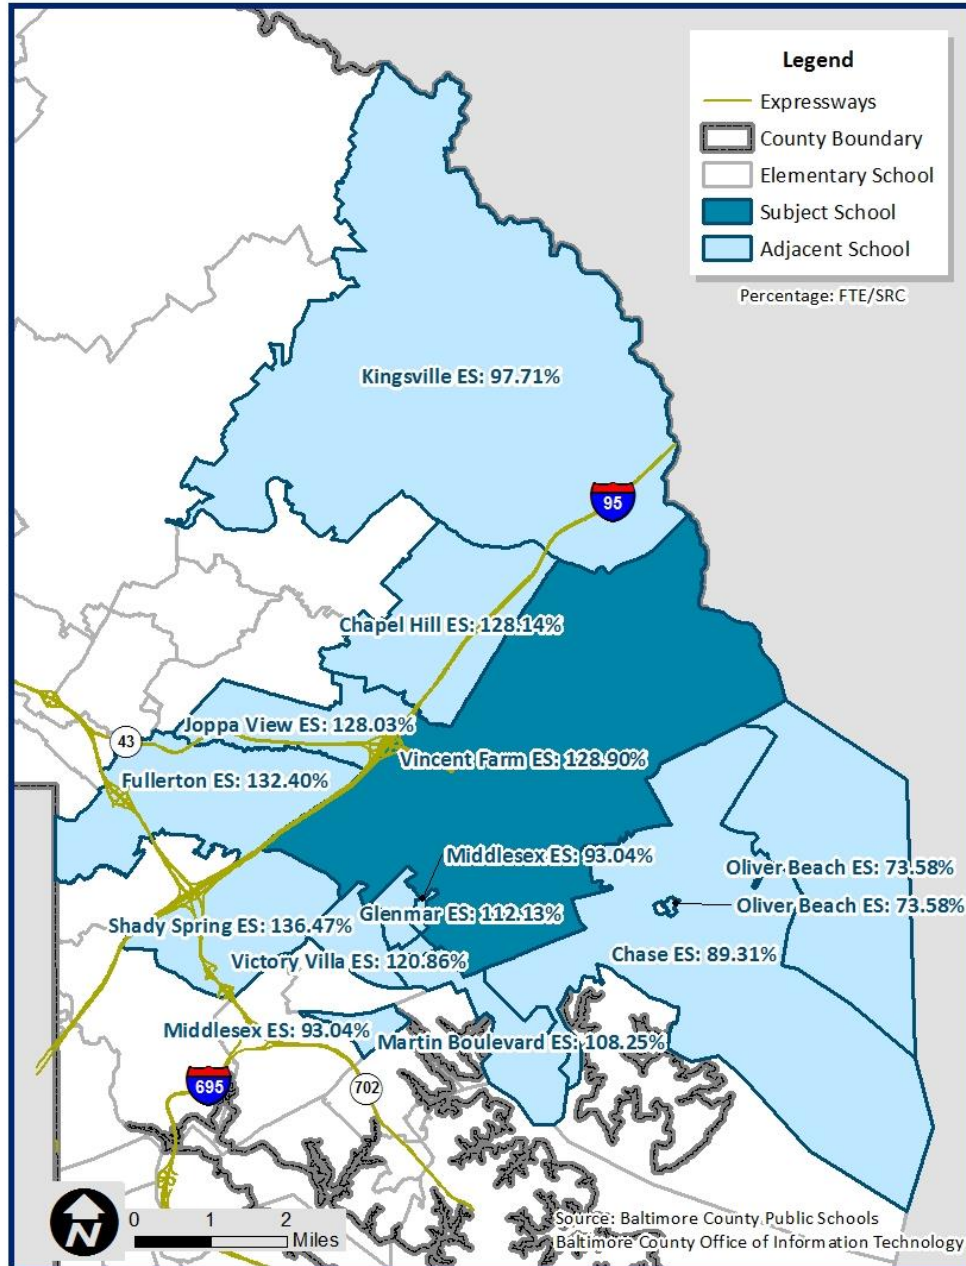 Legend
Expressways
County Boundary
Elementary School
Subject School
Adjacent School
Percentage: FTE/SRC
Kingsville ES: 97.71%
95
Chapel Hill ES: 128.14%
Joppa View ES: 128.03%
43
Vincent Farm ES: 128.90%
Fullerton ES: 132.40%
Middlesex ES: 93.04%
Oliver Beach ES: 73.58%
Oliver Beach ES: 73.58%
Glenmar ES: 112.13%
Shady Spring ES: 136.47%
Chase ES: 89.31%
Victory Villa ES: 120.86%
Middlesex ES: 93.04%
Martin Boulevard ES: 108.25%
695
702
N
0 1 2
Miles
Source: Baltimore County Public Schools
Baltimore County Office of Information Technology